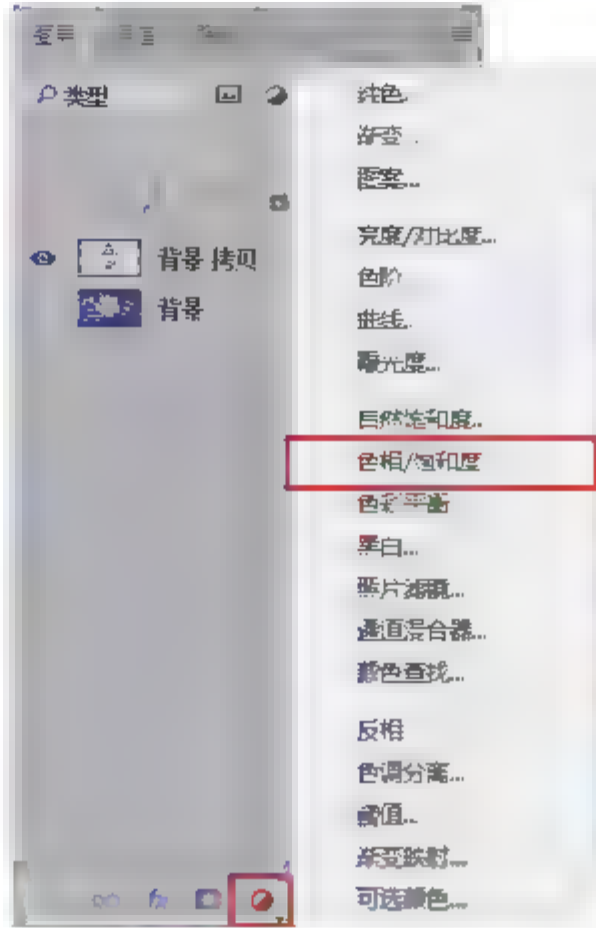 类型
背景 拷贝
背景
纯色...
渐变...
图案...
亮度/对比度...
色阶...
曲线...
曝光度...
自然饱和度...
色相/饱和度
色彩平衡
黑白...
照片滤镜...
通道混合器...
颜色查找...
反相
色调分离...
阈值...
渐变映射...
可选颜色...
fx